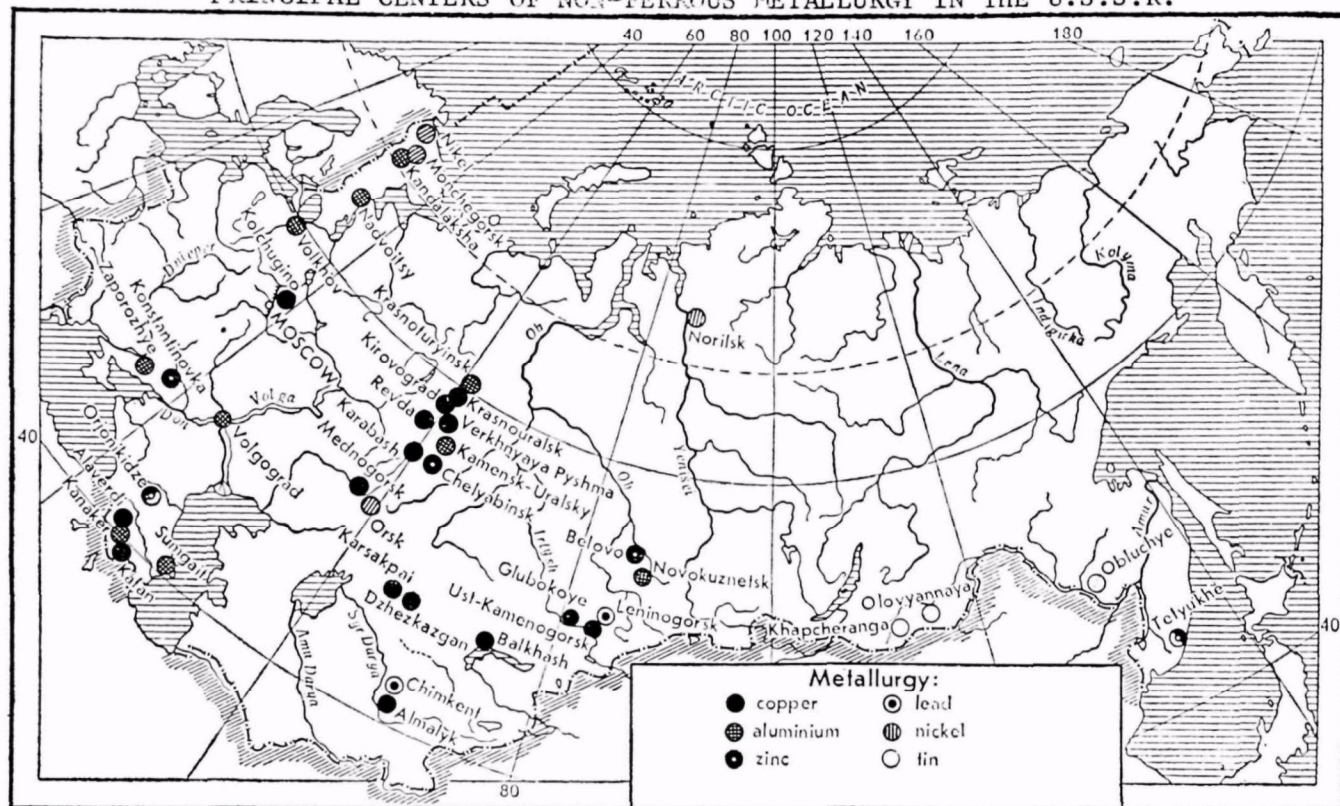 PRINCIPAL CENTERS OF NON-FERROUS METALLURGY IN THE U.S.S.R.
40 60 80 100 120 140 160 180
ARCTIC OCEAN
Nikel
Monchegorsk
Kandalaksha
Nadvoitsy
Volkhov
Kolchugino
MOSCOW
Dnieper
Zaporozhye
Konstantinovka
Don
Volga
Volgograd
Krasnoturyinsk
Kirovograd
Revda
Karabash
Mednogorsk
Krasnouralsk
Verkhnyaya Pyshma
Kamensk-Uralsky
Chelyabinsk
Orsk
Ob
Norilsk
Yenisei
Lena
Indigirka
Kolyma
40
Orjonikidze
Alaverdi
Kanaker
Kafan
Sumgait
Karsakpai
Dzhezkazgan
Balkhash
Irtysh
Ob
Belovo
Novokuznetsk
Glubokoye
Ust-Kamenogorsk
Leninogorsk
Amu Darya
Syr Darya
Chimkent
Almalyk
Olovyannaya
Khapcheranga
Amur
Obluchye
Tetyukhe
40
80
Metallurgy:
copper lead
aluminium nickel
zinc tin